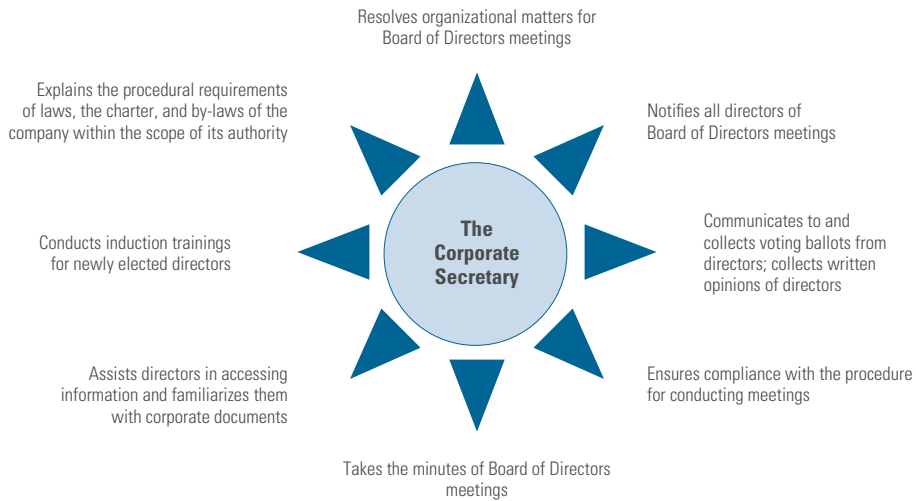 Resolves organizational matters for
Board of Directors meetings
Explains the procedural requirements
of laws, the charter, and by-laws of the
company within the scope of its authority
Notifies all directors of
Board of Directors meetings
The
Corporate
Secretary
Conducts induction trainings
for newly elected directors
Communicates to and
collects voting ballots from
directors; collects written
opinions of directors
Assists directors in accessing
information and familiarizes them
with corporate documents
Ensures compliance with the procedure
for conducting meetings
Takes the minutes of Board of Directors
meetings